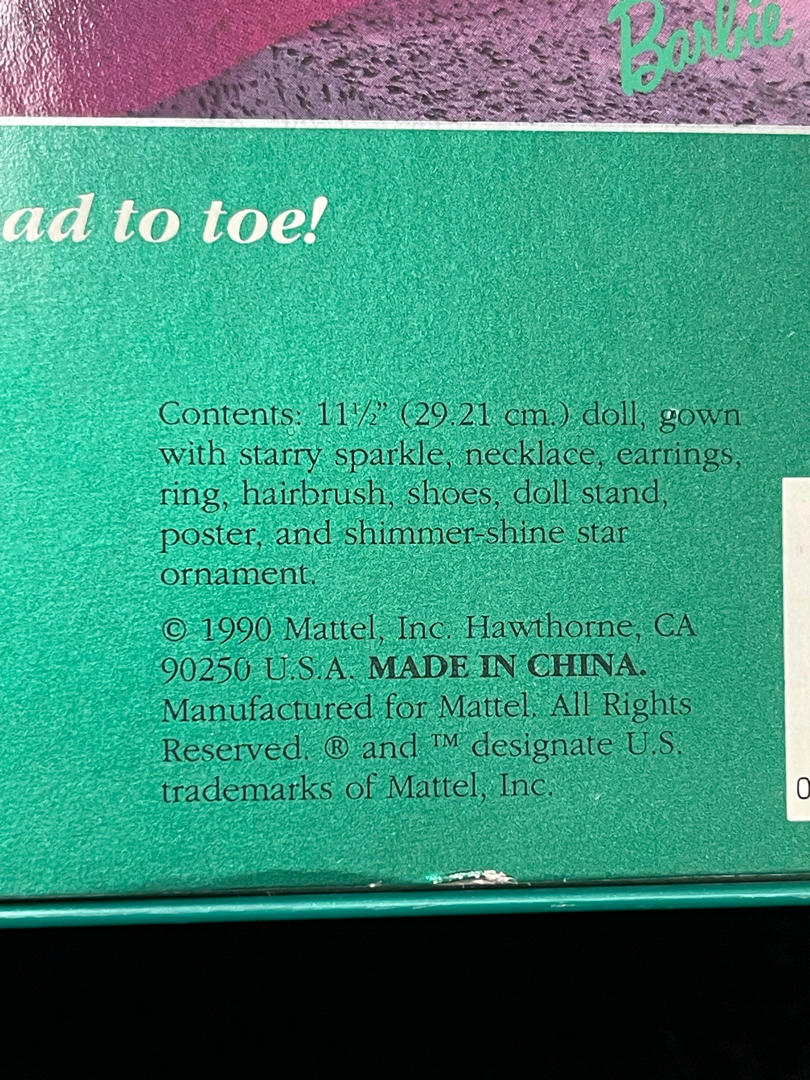 Barbie
ad to toe!
Contents: 11½" (29.21 cm.) doll, gown
with starry sparkle, necklace, earrings,
ring, hairbrush, shoes, doll stand,
poster, and shimmer-shine star
ornament.
© 1990 Mattel, Inc. Hawthorne, CA
90250 U.S.A. MADE IN CHINA.
Manufactured for Mattel. All Rights
Reserved. ® and ™ designate U.S.
trademarks of Mattel, Inc.
0